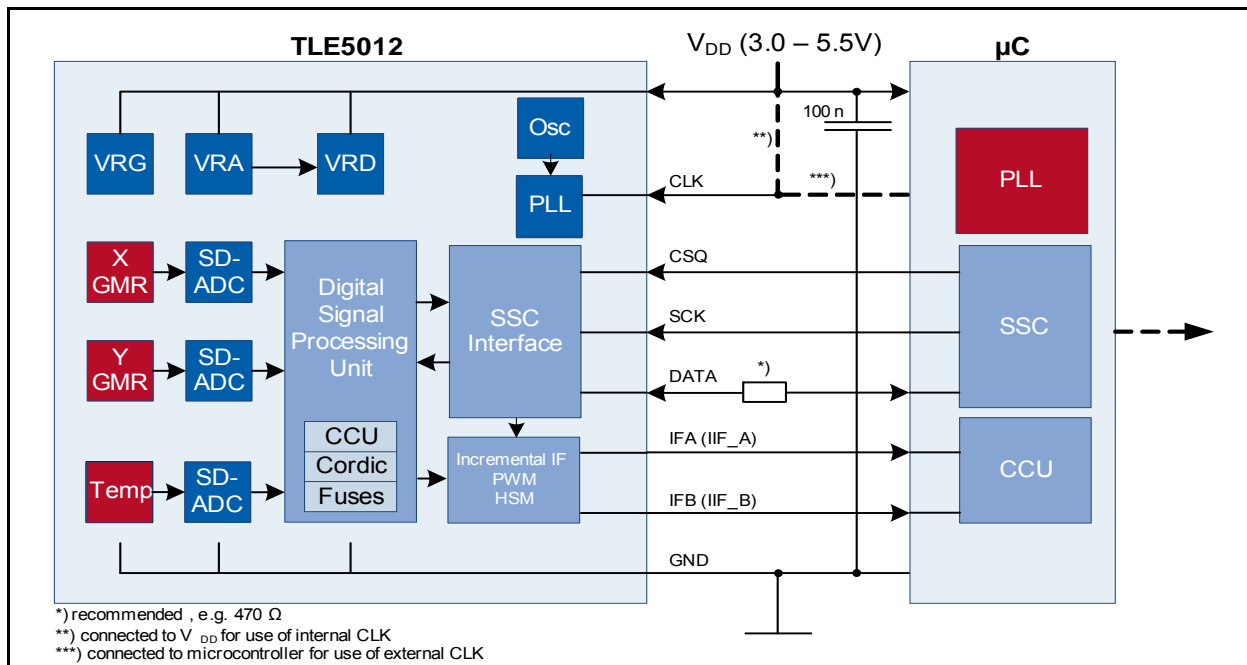 TLE5012
V_DD (3.0 – 5.5V)
µC
100 n
Osc
**)
VRG
VRA
VRD
PLL
CLK
***)
PLL
X
GMR
SD-
ADC
Digital
Signal
Processing
Unit
SSC
Interface
CSQ
SCK
SSC
Y
GMR
SD-
ADC
DATA
*)
CCU
Cordic
Fuses
Incremental IF
PWM
HSM
IFA (IIF_A)
CCU
Temp
SD-
ADC
IFB (IIF_B)
GND
*) recommended , e.g. 470 Ω
**) connected to V DD for use of internal CLK
***) connected to microcontroller for use of external CLK